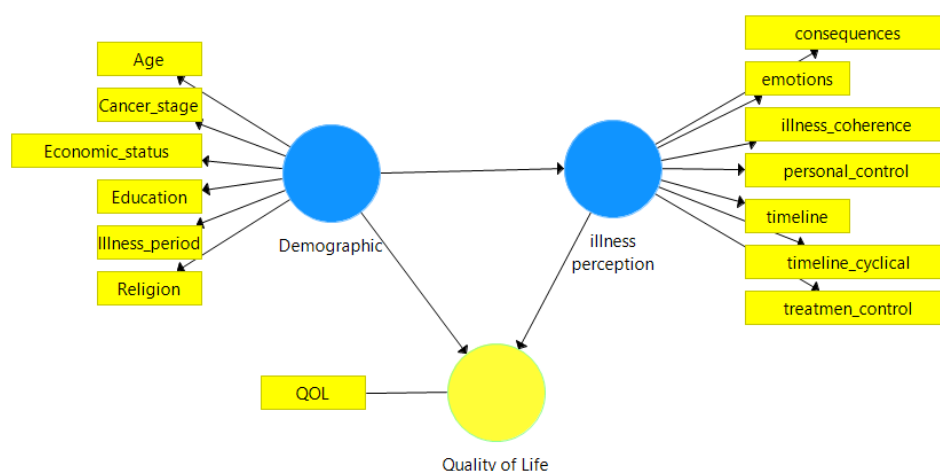 Age
Cancer_stage
Economic_status
Education
Illness_period
Religion
Demographic
consequences
emotions
illness_coherence
personal_control
timeline
timeline_cyclical
treatmen_control
illness
perception
QOL
Quality of Life